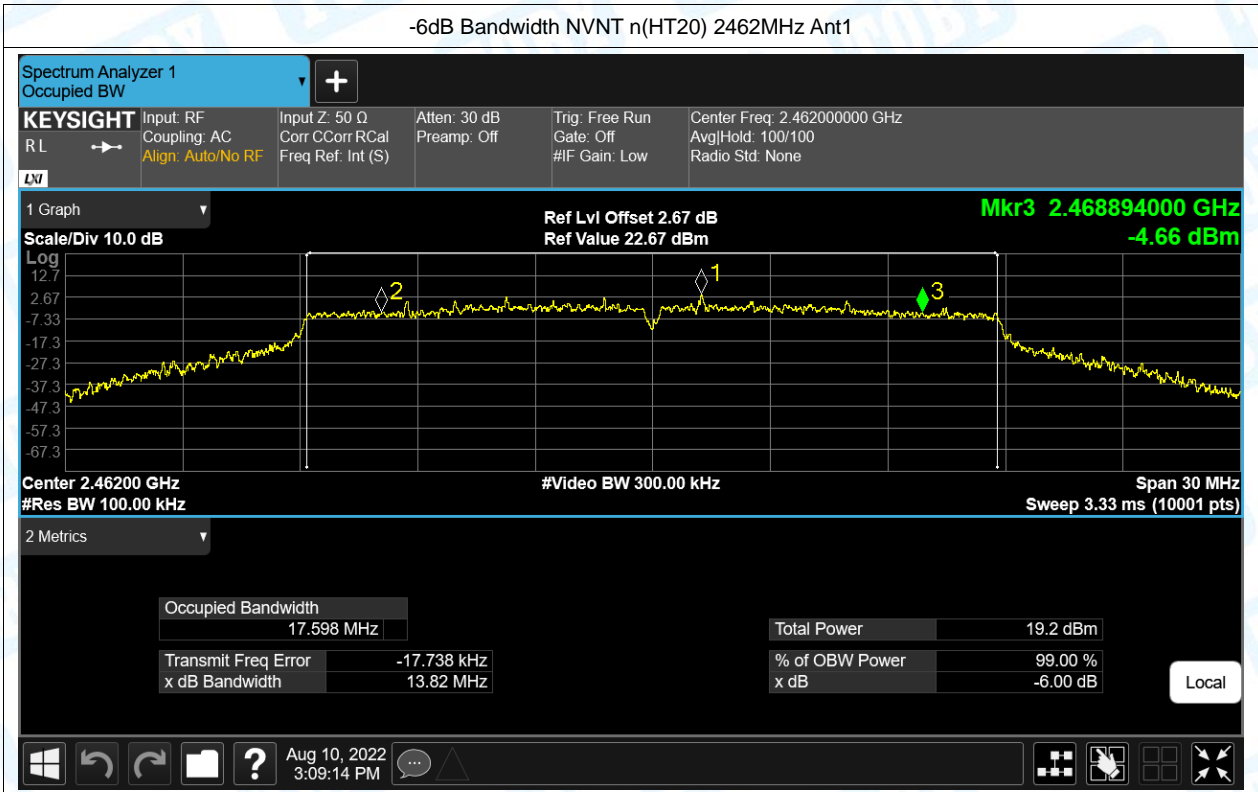 -6dB Bandwidth NVNT n(HT20) 2462MHz Ant1
Spectrum Analyzer 1
Occupied BW
+
KEYSIGHT
R L
LXI
Input: RF
Coupling: AC
Align: Auto/No RF
Input Z: 50 Ω
Corr CCorr RCal
Freq Ref: Int (S)
Atten: 30 dB
Preamp: Off
Trig: Free Run
Gate: Off
#IF Gain: Low
Center Freq: 2.462000000 GHz
Avg|Hold: 100/100
Radio Std: None
1 Graph
Scale/Div 10.0 dB
Ref Lvl Offset 2.67 dB
Ref Value 22.67 dBm
Mkr3 2.468894000 GHz
-4.66 dBm
Log
12.7
2.67
-7.33
-17.3
-27.3
-37.3
-47.3
-57.3
-67.3
2
1
3
Center 2.46200 GHz
#Video BW 300.00 kHz
Span 30 MHz
#Res BW 100.00 kHz
Sweep 3.33 ms (10001 pts)
2 Metrics
Occupied Bandwidth
17.598 MHz
Total Power 19.2 dBm
Transmit Freq Error -17.738 kHz
% of OBW Power 99.00 %
x dB Bandwidth 13.82 MHz
x dB -6.00 dB
Local
?
Aug 10, 2022
3:09:14 PM